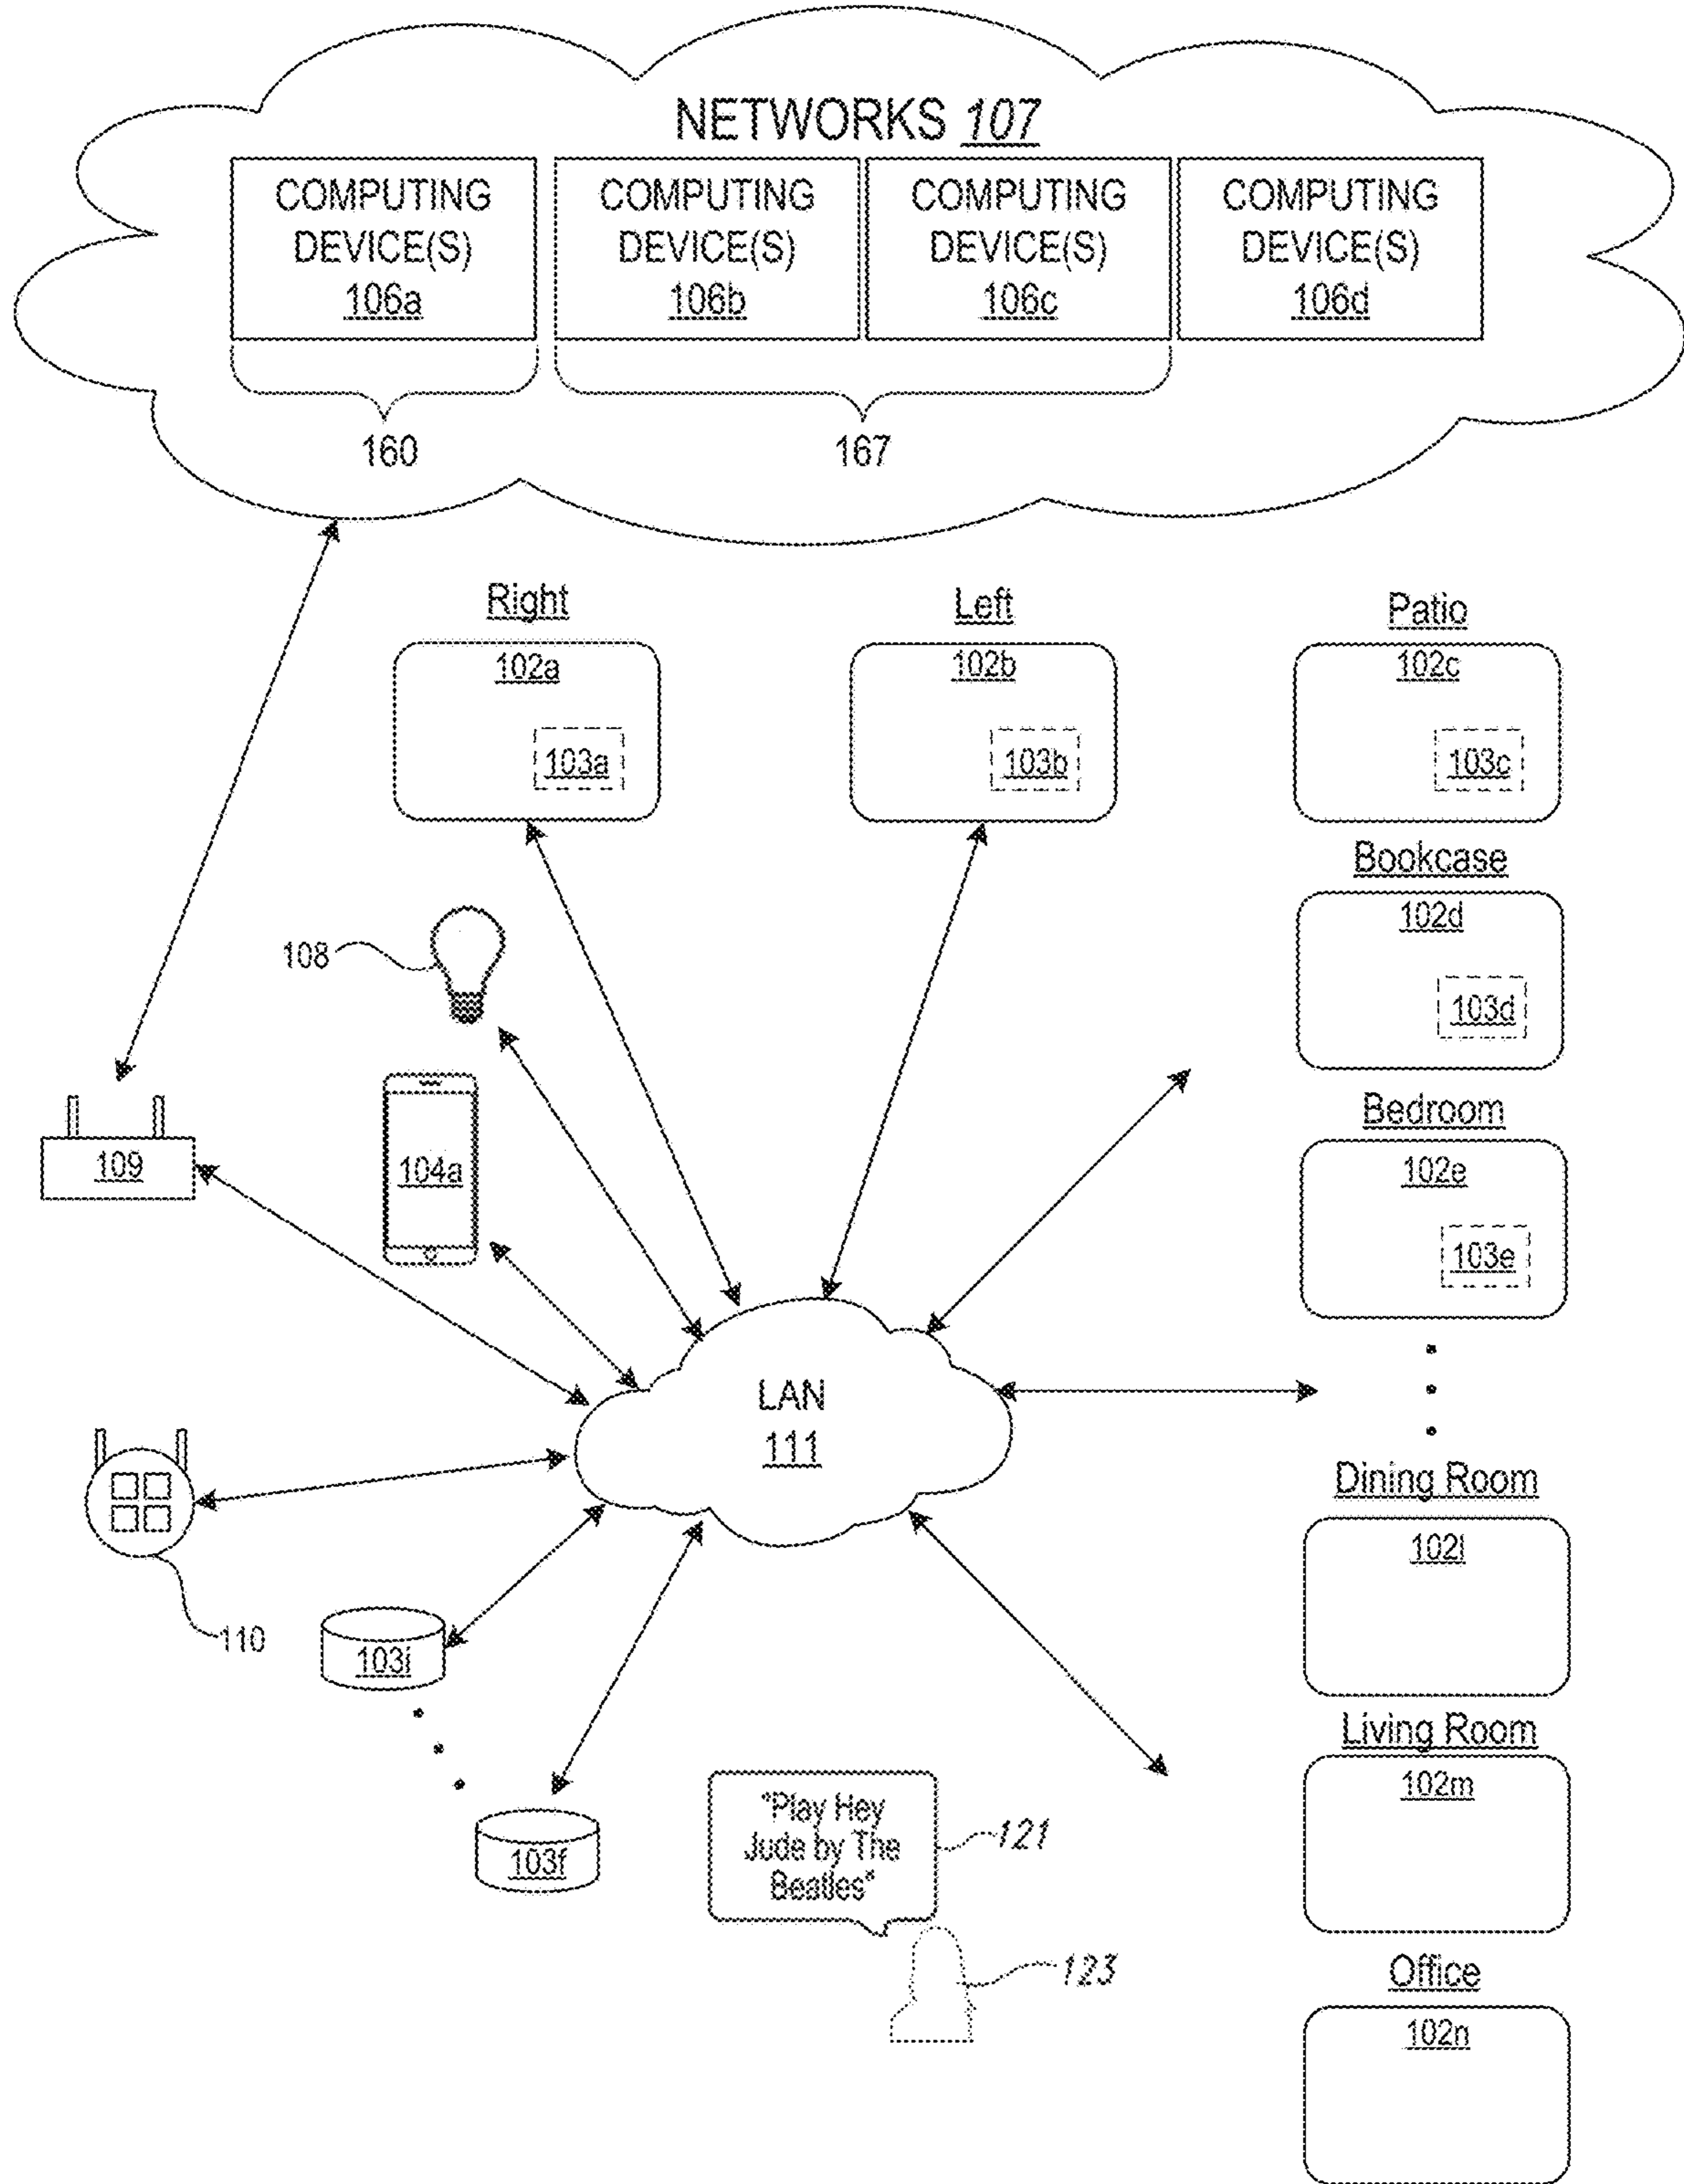 NETWORKS 107
COMPUTING
DEVICE(S)
106a
COMPUTING
DEVICE(S)
106b
COMPUTING
DEVICE(S)
106c
COMPUTING
DEVICE(S)
106d
160
167
Right
102a
103a
Left
102b
103b
Patio
102c
103c
Bookcase
102d
103d
Bedroom
102e
103e
108
104a
109
LAN
111
110
103i
103f
Dining Room
102l
Living Room
102m
Office
102n
"Play Hey
Jude by The
Beatles"
121
123